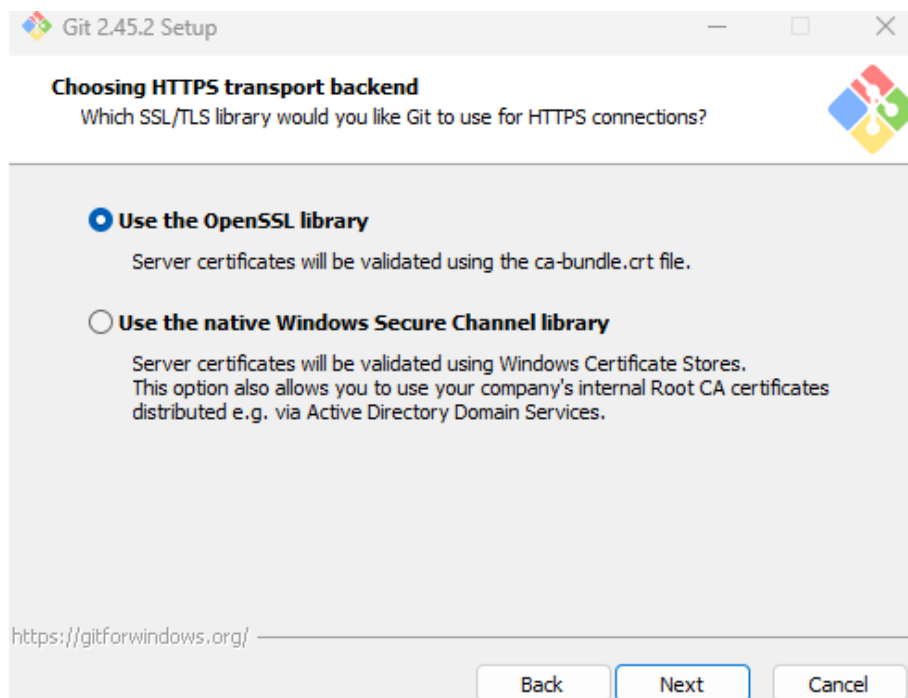 Git 2.45.2 Setup
Choosing HTTPS transport backend
Which SSL/TLS library would you like Git to use for HTTPS connections?
Use the OpenSSL library
Server certificates will be validated using the ca-bundle.crt file.
Use the native Windows Secure Channel library
Server certificates will be validated using Windows Certificate Stores.
This option also allows you to use your company's internal Root CA certificates
distributed e.g. via Active Directory Domain Services.
https://gitforwindows.org/
Back Next Cancel